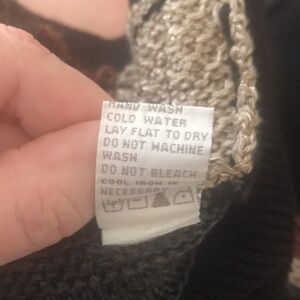 HAND WASH
COLD WATER
LAY FLAT TO DRY
DO NOT MACHINE
WASH
DO NOT BLEACH
COOL IRON IF
NECESSARY